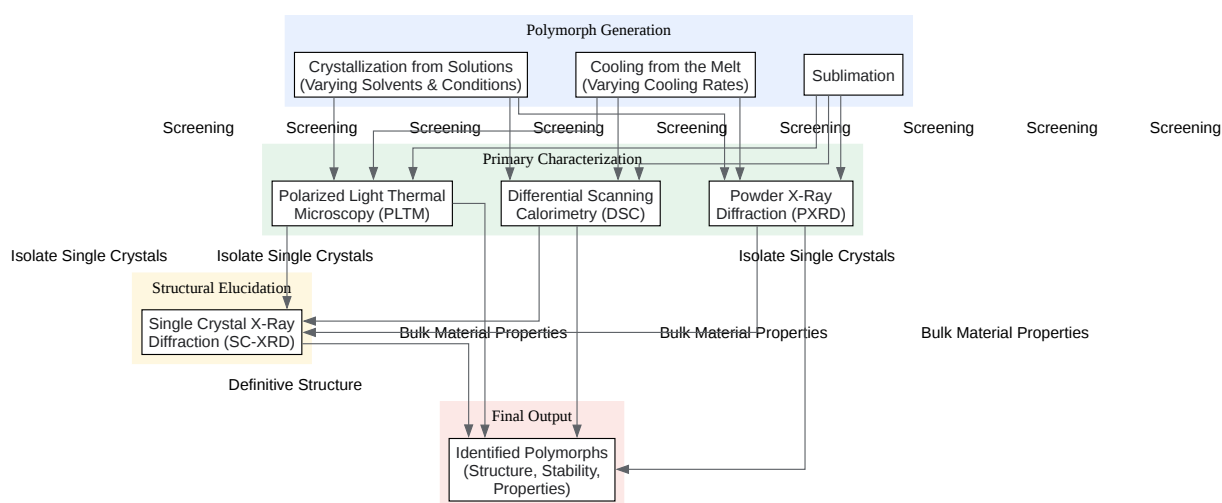 Polymorph Generation
Crystallization from Solutions
(Varying Solvents & Conditions)
Cooling from the Melt
(Varying Cooling Rates)
Sublimation
Screening
Screening
Screening
Screening
Screening
Screening
Screening
Screening
Screening
Primary Characterization
Polarized Light Thermal
Microscopy (PLTM)
Differential Scanning
Calorimetry (DSC)
Powder X-Ray
Diffraction (PXRD)
Isolate Single Crystals
Isolate Single Crystals
Isolate Single Crystals
Structural Elucidation
Single Crystal X-Ray
Diffraction (SC-XRD)
Bulk Material Properties
Bulk Material Properties
Bulk Material Properties
Definitive Structure
Final Output
Identified Polymorphs
(Structure, Stability,
Properties)